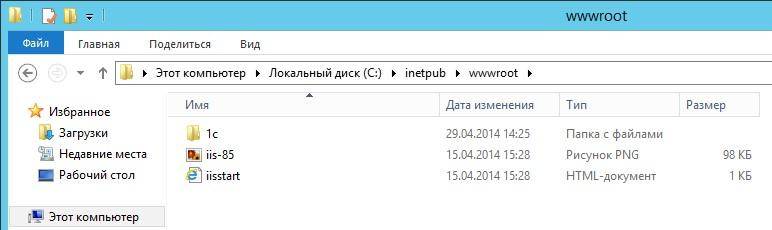 wwwroot
Файл Главная Поделиться Вид
Этот компьютер Локальный диск (C:) inetpub wwwroot
Избранное
Загрузки
Недавние места
Рабочий стол
Этот компьютер
Имя Дата изменения Тип Размер
1c 29.04.2014 14:25 Папка с файлами
iis-85 15.04.2014 15:28 Рисунок PNG 98 КБ
iisstart 15.04.2014 15:28 HTML-документ 1 КБ